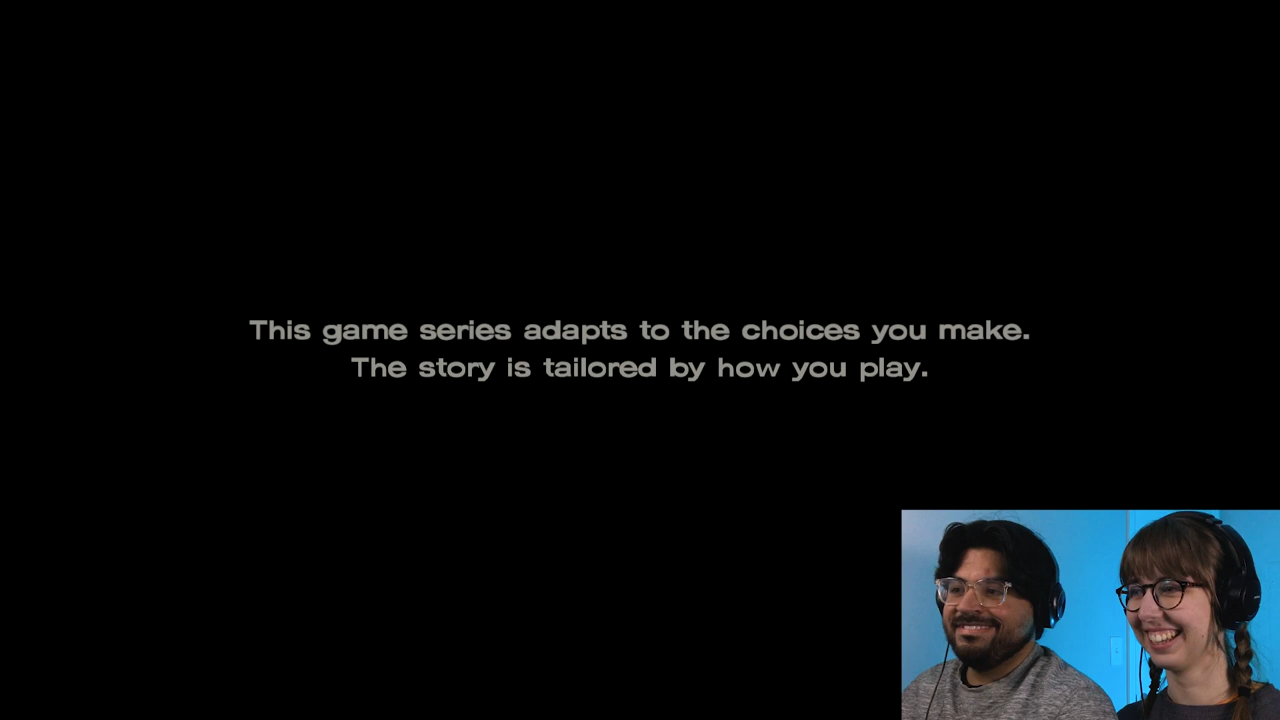 This game series adapts to the choices you make.
The story is tailored by how you play.